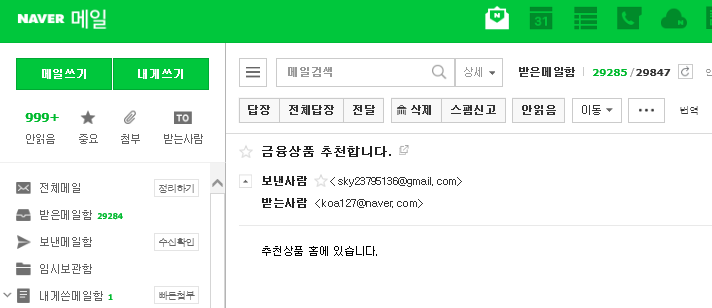 NAVER 메일
31
메일쓰기 내게쓰기
메일검색 상세 받은메일함 29285/29847
답장 전체답장 전달 삭제 스팸신고 안읽음 이동 ••• 번역
999+ TO
안읽음 중요 첨부 받는사람
금융상품 추천합니다.
보낸사람 <sky23795136@gmail.com>
받는사람 <koa127@naver.com>
추천상품 홈에 있습니다.
전체메일 정리하기
받은메일함 29284
보낸메일함 수신확인
임시보관함
내게쓴메일함 1 빠른첨부